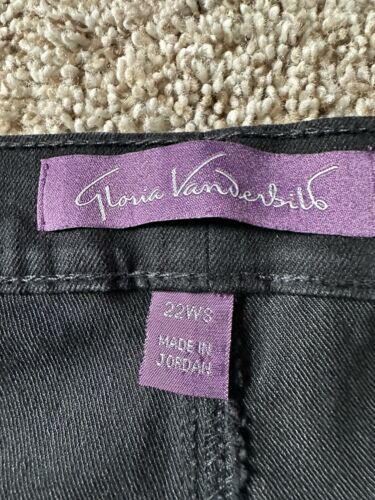 Gloria Vanderbilt
22WS
MADE IN
JORDAN